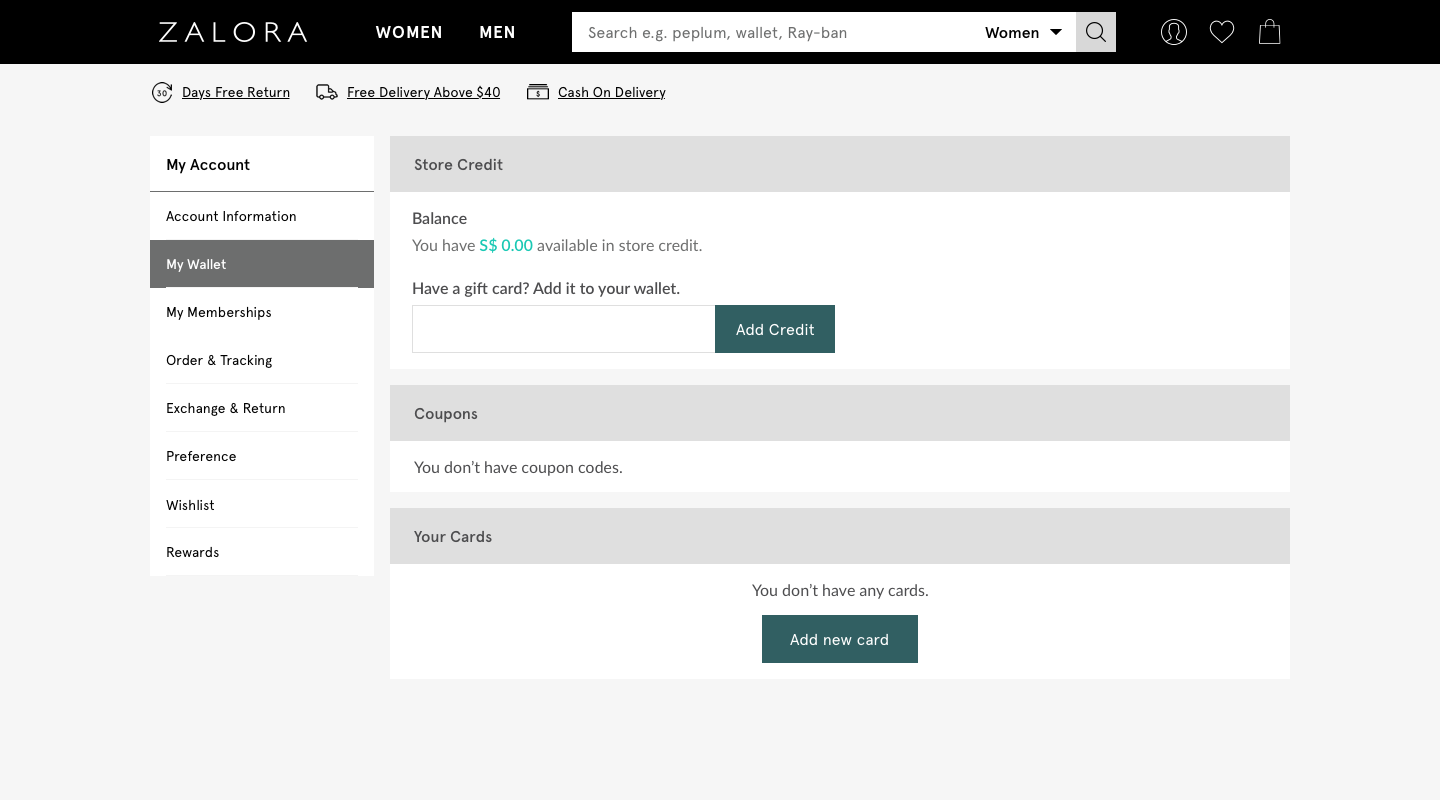 ZALORA
WOMEN MEN
Search e.g. peplum, wallet, Ray-ban
Women
30 Days Free Return
Free Delivery Above $40
$ Cash On Delivery
My Account
Account Information
My Wallet
My Memberships
Order & Tracking
Exchange & Return
Preference
Wishlist
Rewards
Store Credit
Balance
You have S$ 0.00 available in store credit.
Have a gift card? Add it to your wallet.
Add Credit
Coupons
You don’t have coupon codes.
Your Cards
You don’t have any cards.
Add new card